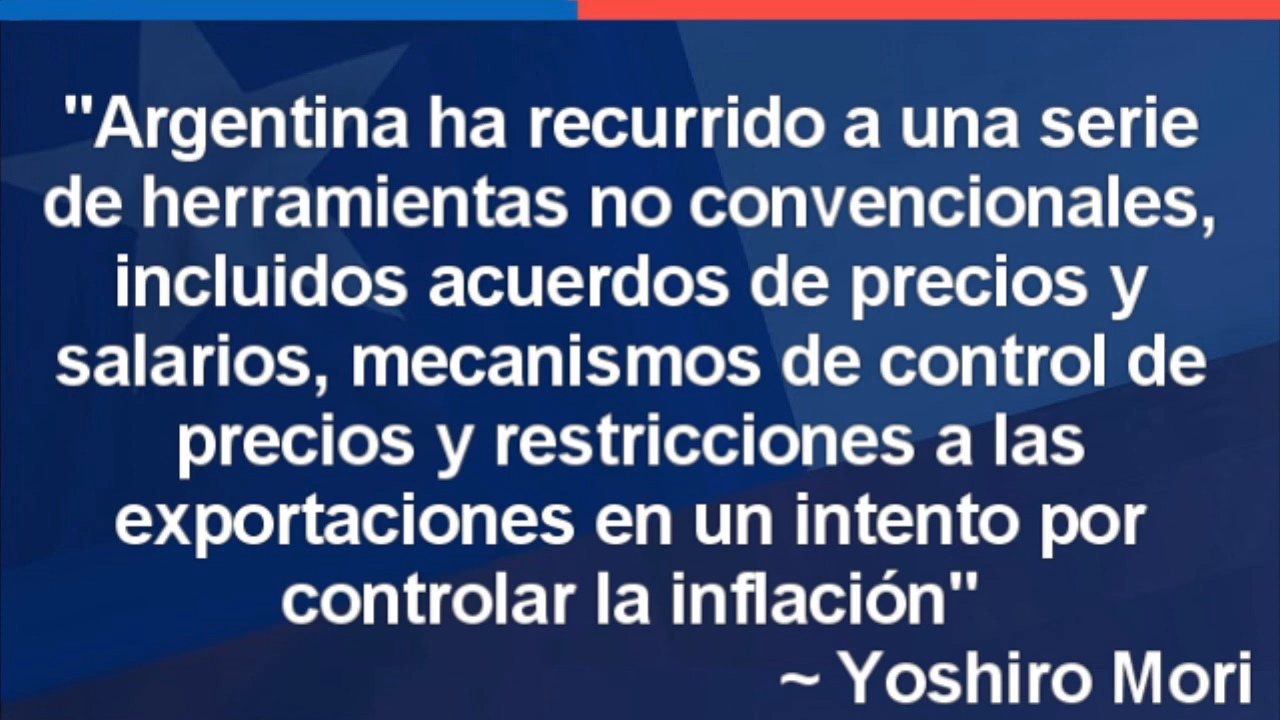 "Argentina ha recurrido a una serie
de herramientas no convencionales,
incluidos acuerdos de precios y
salarios, mecanismos de control de
precios y restricciones a las
exportaciones en un intento por
controlar la inflación"
~ Yoshiro Mori